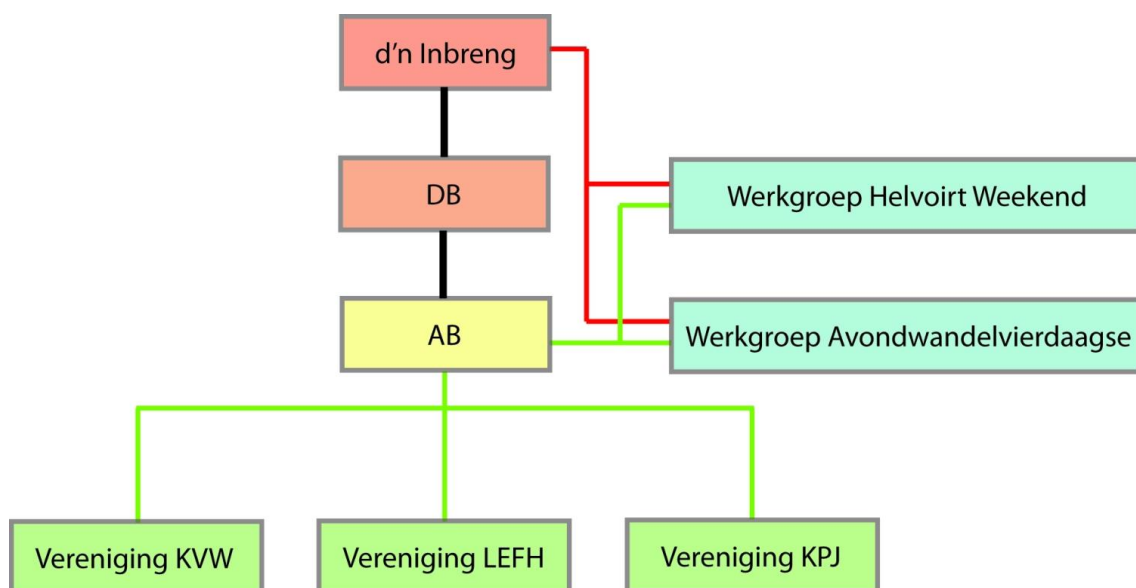 d'n Inbreng
DB
Werkgroep Helvoirt Weekend
AB
Werkgroep Avondwandelvierdaagse
Vereniging KVW
Vereniging LEFH
Vereniging KPJ